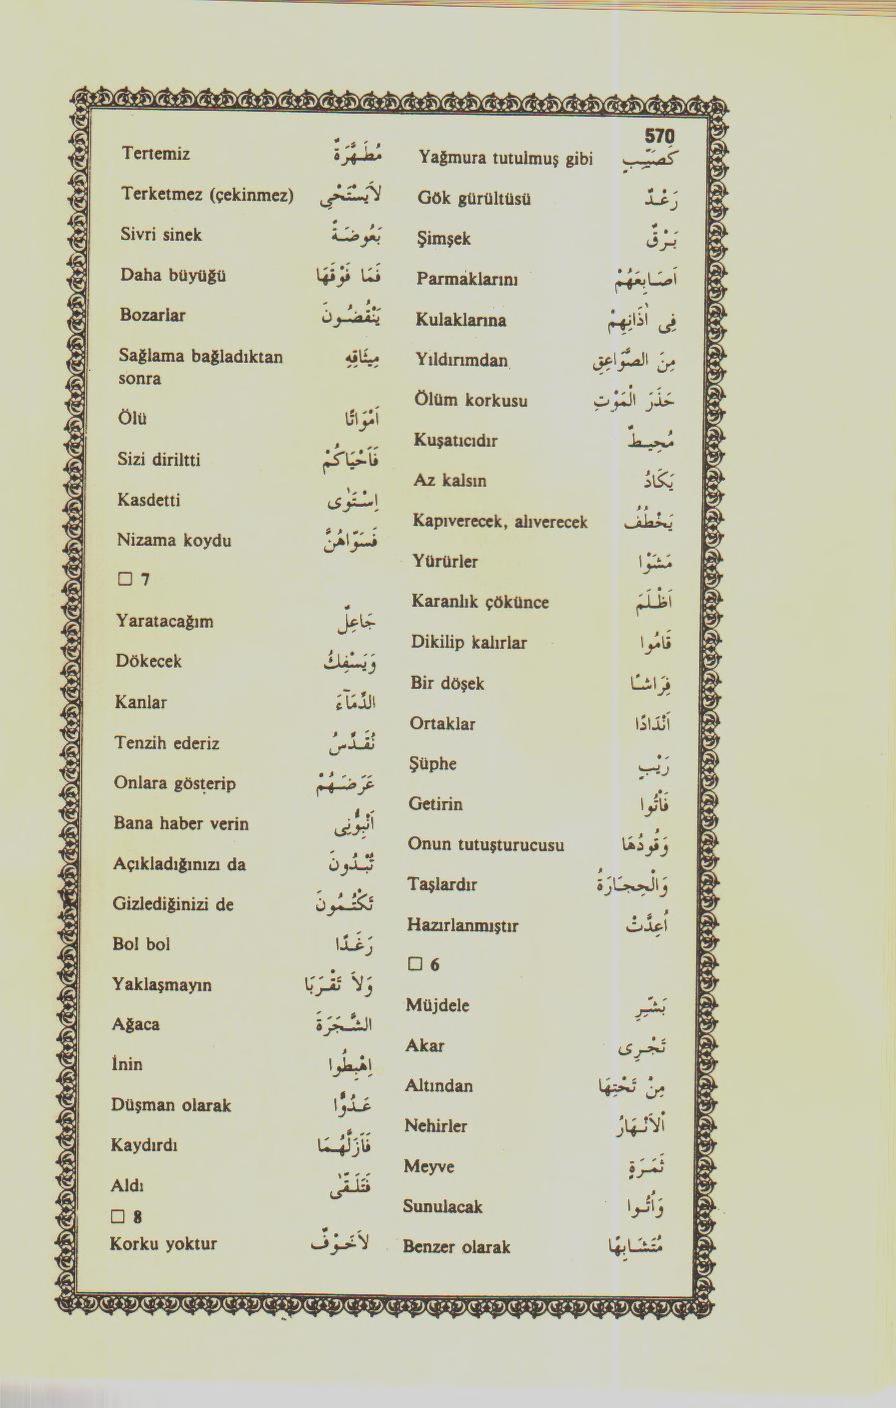 570
Yağmura tutulmuş gibi كَصَيِّبٍ
Gök gürültüsü رَعْدٌ
Şimşek بَرْقٌ
Parmaklarını اَصَابِعَهُمْ
Kulaklarına فِى اٰذَانِهِمْ
Yıldırımdan مِنَ الصَّوَاعِقِ
Ölüm korkusu حَذَرَ الْمَوْتِ
Kuşatıcıdır مُحِيطٌ
Az kalsın يَكَادُ
Kapıverecek, alıverecek يَخْطَفُ
Yürürler مَشَوْا
Karanlık çökünce اَظْلَمَ
Dikilip kalırlar قَامُوا
Bir döşek فِرَاشًا
Ortaklar اَنْدَادًا
Şüphe رَيْبٍ
Getirin فَأْتُوا
Onun tutuşturucusu وَقُودُهَا
Taşlardır وَالْحِجَارَةُ
Hazırlanmıştır اُعِدَّتْ
□ 6
Müjdele بَشِّرِ
Akar تَجْرِى
Altından مِنْ تَحْتِهَا
Nehirler الْاَنْهَارُ
Meyve ثَمَرَةٍ
Sunulacak وَاُتُوا
Benzer olarak مُتَشَابِهًا
Tertemiz مُطَهَّرَةٌ
Terketmez (çekinmez) لَايَسْتَحْىِ
Sivri sinek بَعُوضَةً
Daha büyüğü فَمَا فَوْقَهَا
Bozarlar يَنْقُضُونَ
Sağlama bağladıktan مِيثَاقِهِ
sonra
Ölü اَمْوَاتًا
Sizi diriltti فَاَحْيَاكُمْ
Kasdetti اِسْتَوٰى
Nizama koydu فَسَوّٰاهُنَّ
□ 7
Yaratacağım جَاعِلٌ
Dökecek وَيَسْفِكُ
Kanlar الدِّمَآءَ
Tenzih ederiz نُقَدِّسُ
Onlara gösterip عَرَضَهُمْ
Bana haber verin اَنْبِؤُنِى
Açıkladığınızı da تُبْدُونَ
Gizlediğinizi de تَكْتُمُونَ
Bol bol رَغَدًا
Yaklaşmayın وَلَا تَقْرَبَا
Ağaca الشَّجَرَةَ
İnin اِهْبِطُوا
Düşman olarak عَدُوًّا
Kaydırdı فَاَزَلَّهُمَا
Aldı فَتَلَقّٰى
□ 8
Korku yoktur لَاخَوْفٌ